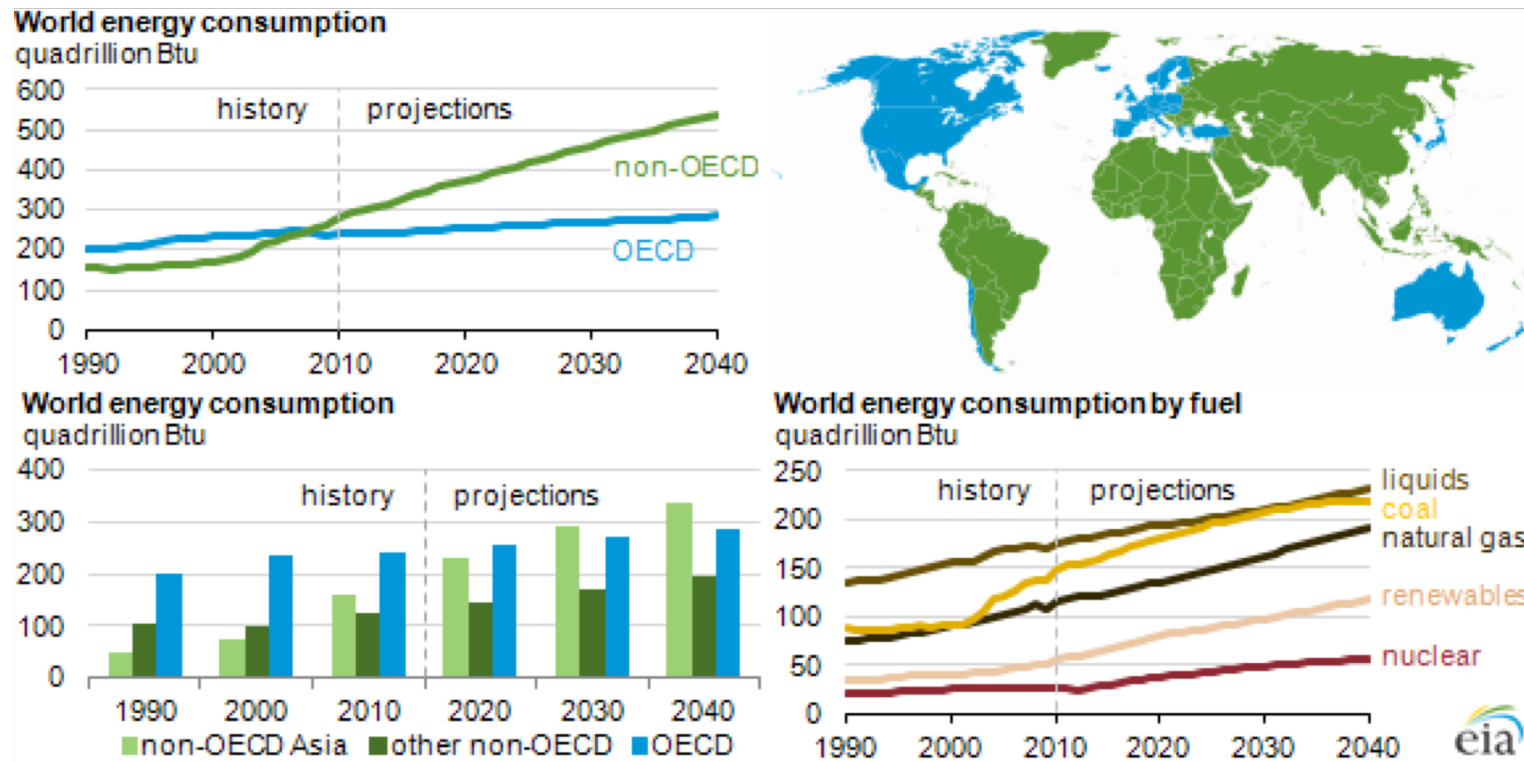 World energy consumption
quadrillion Btu
600
500
400
300
200
100
0
history
projections
non-OECD
OECD
1990 2000 2010 2020 2030 2040
World energy consumption
quadrillion Btu
400
300
200
100
0
history
projections
1990 2000 2010 2020 2030 2040
non-OECD Asia other non-OECD OECD
World energy consumption by fuel
quadrillion Btu
250
200
150
100
50
0
history
projections
liquids
coal
natural gas
renewables
nuclear
1990 2000 2010 2020 2030 2040
eia